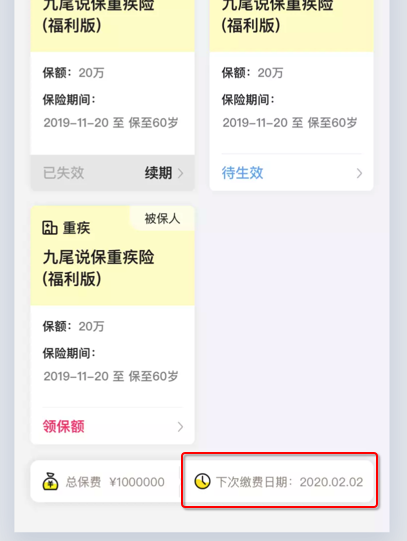 九尾说保重疾险
(福利版)
保额：20万
保险期间：
2019-11-20 至 保至60岁
已失效 续期
九尾说保重疾险
(福利版)
保额：20万
保险期间：
2019-11-20 至 保至60岁
待生效
被保人
重疾
九尾说保重疾险
(福利版)
保额：20万
保险期间：
2019-11-20 至 保至60岁
领保额
总保费 ¥1000000
下次缴费日期：2020.02.02